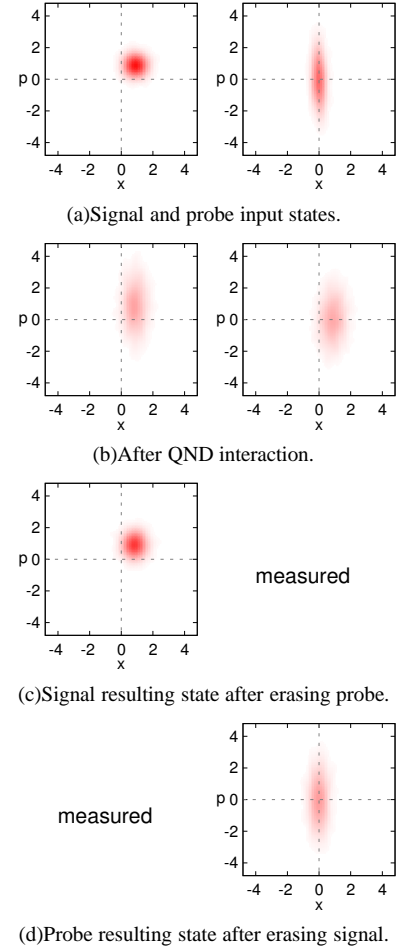 4 4
2 2
p 0 p 0
-2 -2
-4 -4
-4 -2 0 2 4 -4 -2 0 2 4
x x
(a)Signal and probe input states.
4 4
2 2
p 0 p 0
-2 -2
-4 -4
-4 -2 0 2 4 -4 -2 0 2 4
x x
(b)After QND interaction.
4
2
p 0
measured
-2
-4
-4 -2 0 2 4
x
(c)Signal resulting state after erasing probe.
4
2
p 0
measured
-2
-4
-4 -2 0 2 4
x
(d)Probe resulting state after erasing signal.